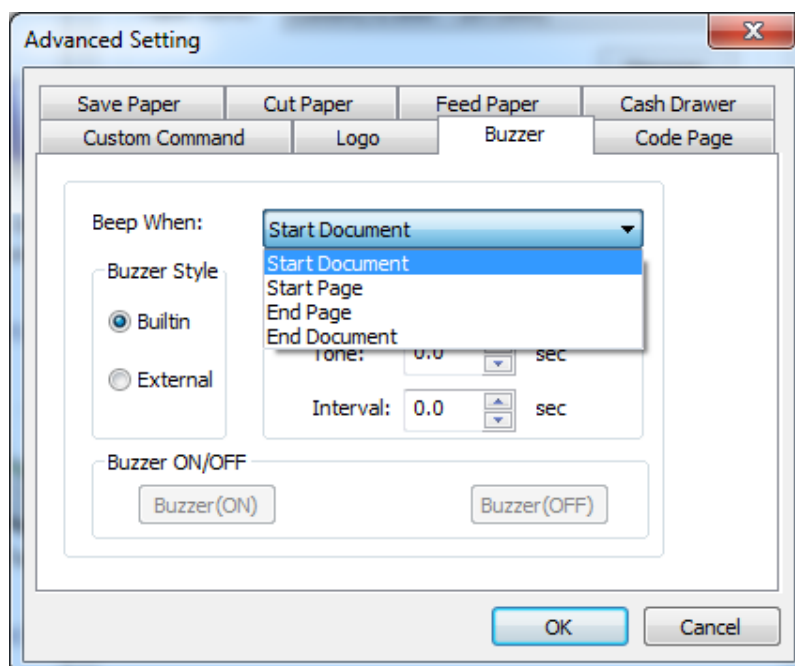 Advanced Setting
Save Paper Cut Paper Feed Paper Cash Drawer
Custom Command Logo Buzzer Code Page
Beep When: Start Document
Start Document
Start Page
End Page
End Document
Buzzer Style
Builtin
External
Tone: 0.0 sec
Interval: 0.0 sec
Buzzer ON/OFF
Buzzer(ON) Buzzer(OFF)
OK Cancel